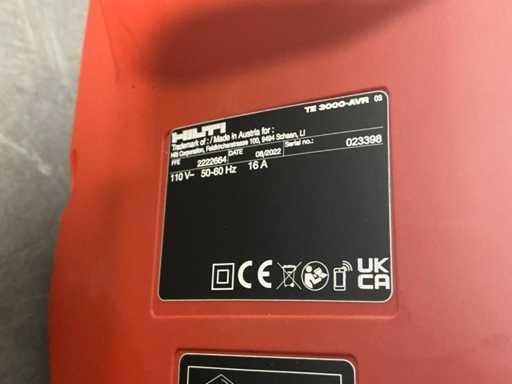 TE 3000-AVR 03
HILTI
Trademark of : / Made in Austria for :
Hilti Corporation, Feldkircherstrasse 100, 9494 Schaan, LI
PPE 2222664 DATE 08/2022 Serial no.: 023398
110 V~ 50-60 Hz 16 A
CE
UK
CA